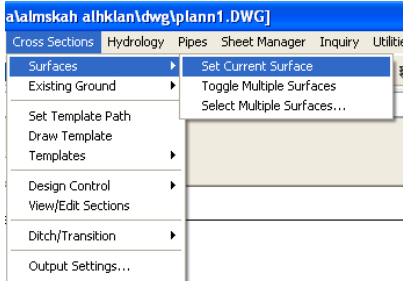 a\almskah alhklan\dwg\plann1.DWG]
Cross Sections Hydrology Pipes Sheet Manager Inquiry Utilitie
Surfaces
Set Current Surface
Existing Ground
Toggle Multiple Surfaces
Select Multiple Surfaces...
Set Template Path
Draw Template
Templates
Design Control
View/Edit Sections
Ditch/Transition
Output Settings...